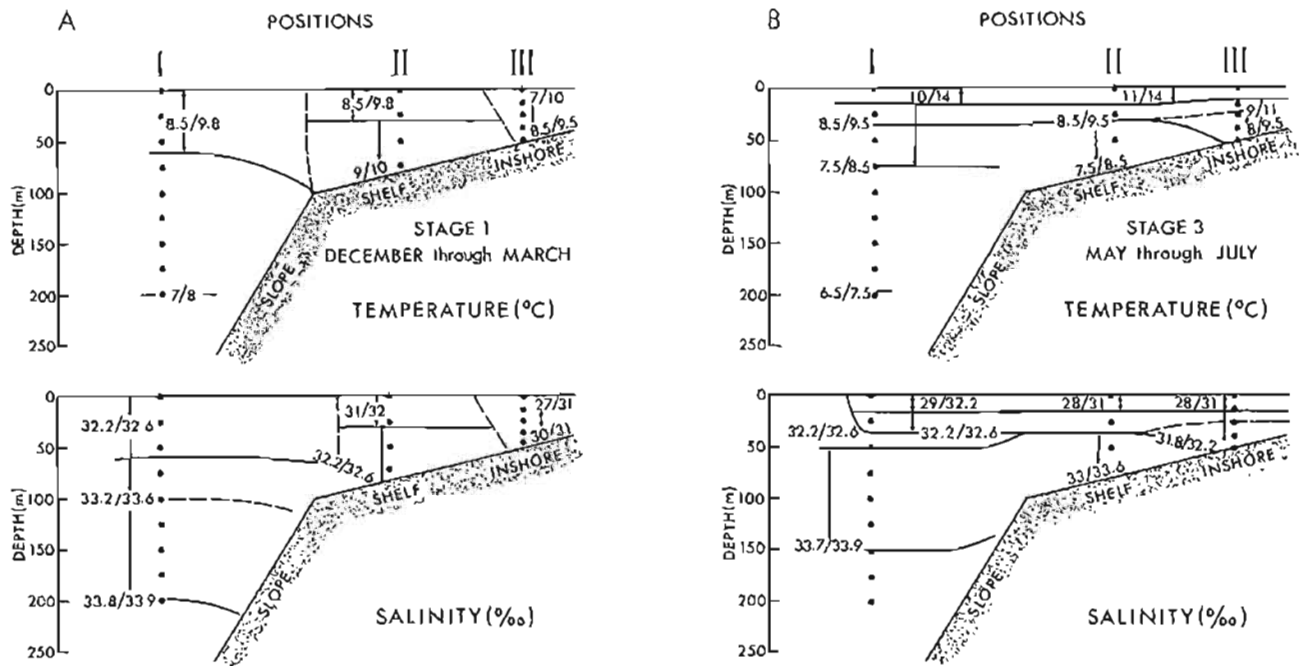 A
POSITIONS
I II III
0
50
100
150
200
250
DEPTH(m)
8.5/9.8
8.5/9.8
7/10
8.5/9.5
9/10
7/8
SHELF
INSHORE
SLOPE
STAGE 1
DECEMBER through MARCH
TEMPERATURE (°C)
B
POSITIONS
I II III
0
50
100
150
200
250
DEPTH(m)
10/14
11/14
9/11
8.5/9.5
8.5/9.5
8/9.5
7.5/8.5
7.5/8.5
6.5/7.5
SHELF
INSHORE
SLOPE
STAGE 3
MAY through JULY
TEMPERATURE (°C)
0
50
100
150
200
250
DEPTH(m)
31/32
27/31
32.2/32.6
30/31
32.2/32.6
33.2/33.6
33.8/33.9
SHELF
INSHORE
SLOPE
SALINITY (‰)
0
50
100
150
200
250
DEPTH(m)
29/32.2
28/31
28/31
32.2/32.6
32.2/32.6
31.8/32.2
33/33.6
33.7/33.9
SHELF
INSHORE
SLOPE
SALINITY (‰)